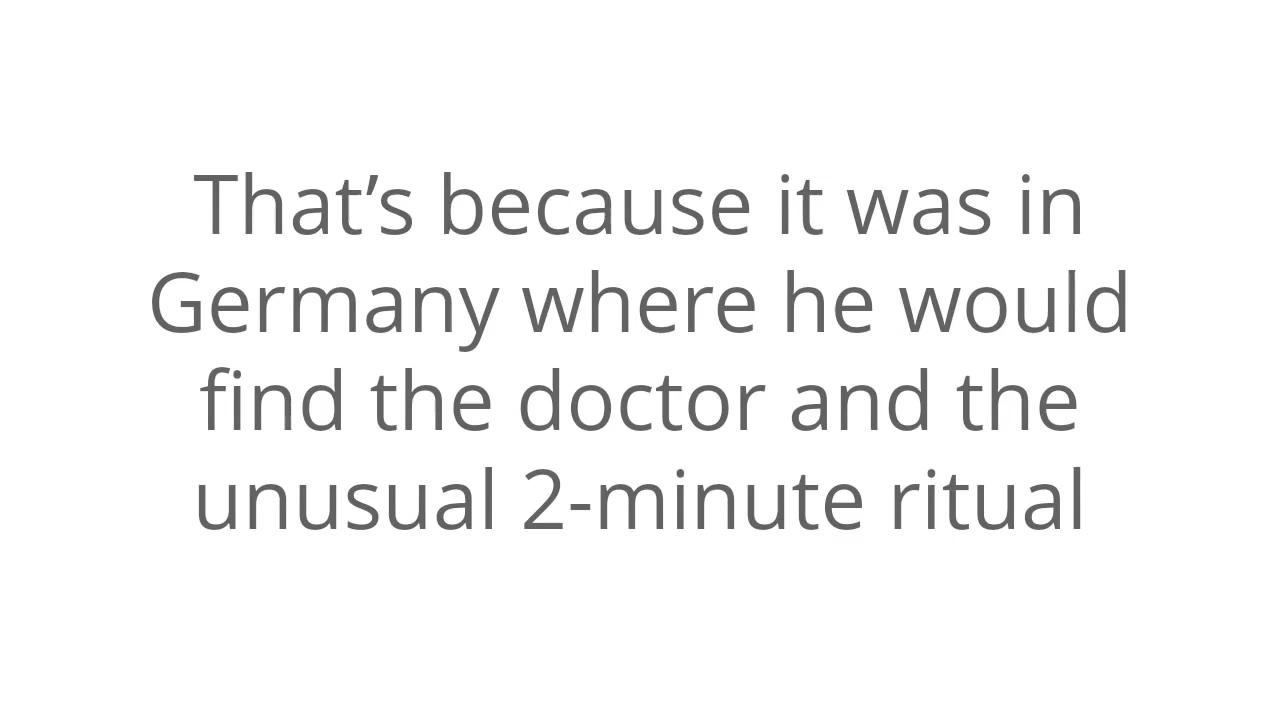 That’s because it was in
Germany where he would
find the doctor and the
unusual 2-minute ritual